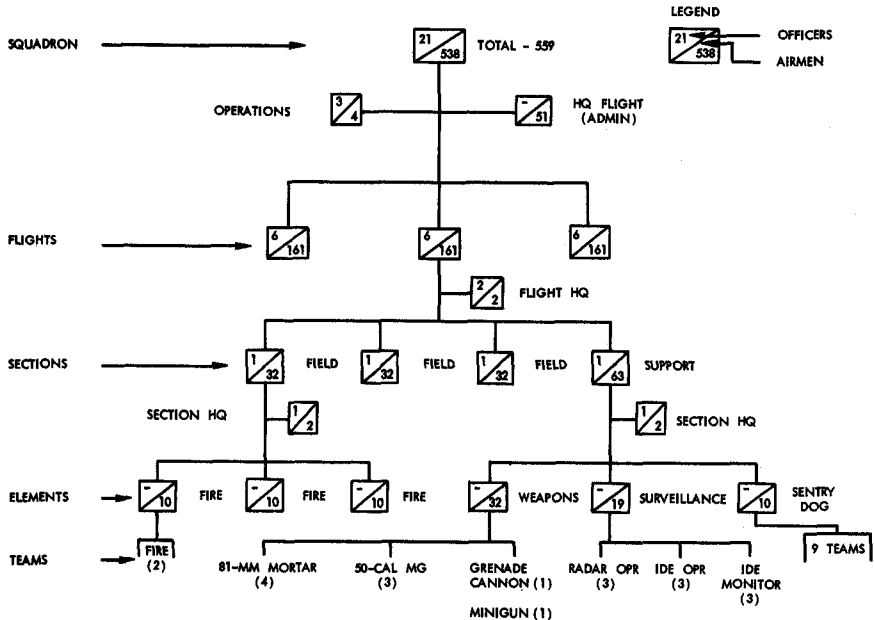 LEGEND
SQUADRON
21
538
TOTAL - 559
21
538
OFFICERS
AIRMEN
OPERATIONS
3
4
-
51
HQ FLIGHT
(ADMIN)
FLIGHTS
6
161
6
161
6
161
2
2
FLIGHT HQ
SECTIONS
1
32
FIELD
1
32
FIELD
1
32
FIELD
1
63
SUPPORT
SECTION HQ
1
2
1
2
SECTION HQ
ELEMENTS
-
10
FIRE
-
10
FIRE
-
10
FIRE
-
32
WEAPONS
-
19
SURVEILLANCE
-
10
SENTRY
DOG
TEAMS
FIRE
(2)
81-MM MORTAR
(4)
50-CAL MG
(3)
GRENADE
CANNON (1)
MINIGUN (1)
RADAR OPR
(3)
IDE OPR
(3)
IDE
MONITOR
(3)
9 TEAMS